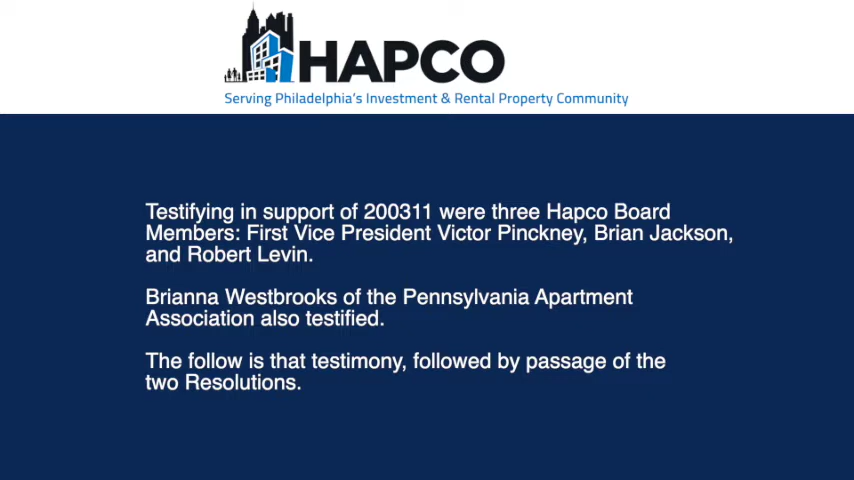 HAPCO
Serving Philadelphia's Investment & Rental Property Community
Testifying in support of 200311 were three Hapco Board
Members: First Vice President Victor Pinckney, Brian Jackson,
and Robert Levin.
Brianna Westbrooks of the Pennsylvania Apartment
Association also testified.
The follow is that testimony, followed by passage of the
two Resolutions.